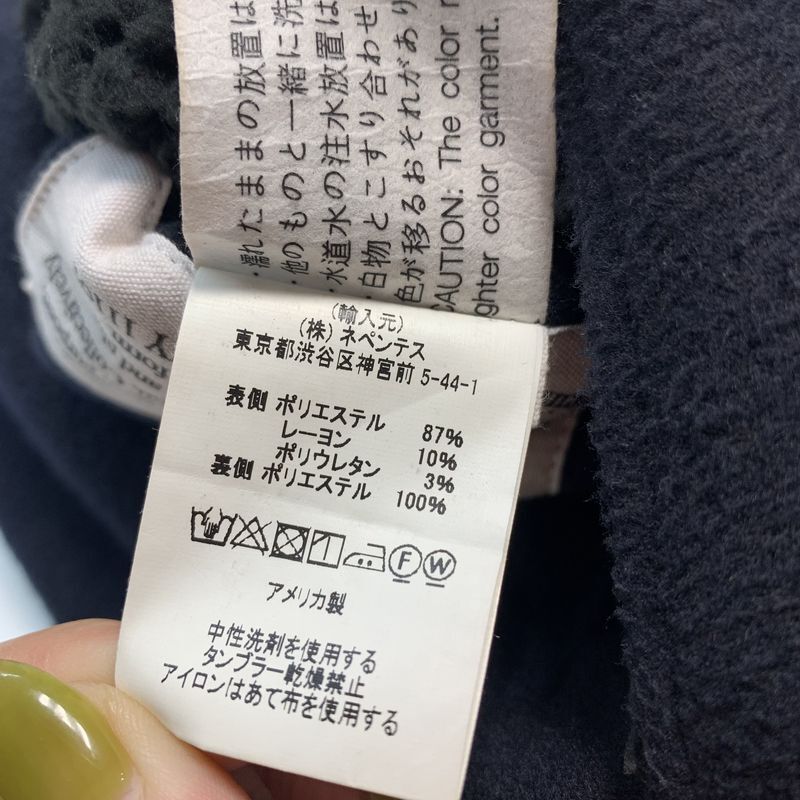 ・濡れたままの放置は
・他のものと一緒に洗
・水道水の注水放置は
・白物とこすり合わせ
色が移るおそれがあり
CAUTION: The color m
ghter color garment.
(輸入元)
(株) ネペンテス
東京都渋谷区神宮前 5-44-1
表側 ポリエステル 87%
レーヨン 10%
ポリウレタン 3%
裏側 ポリエステル 100%
F W
アメリカ製
中性洗剤を使用する
タンブラー乾燥禁止
アイロンはあて布を使用する